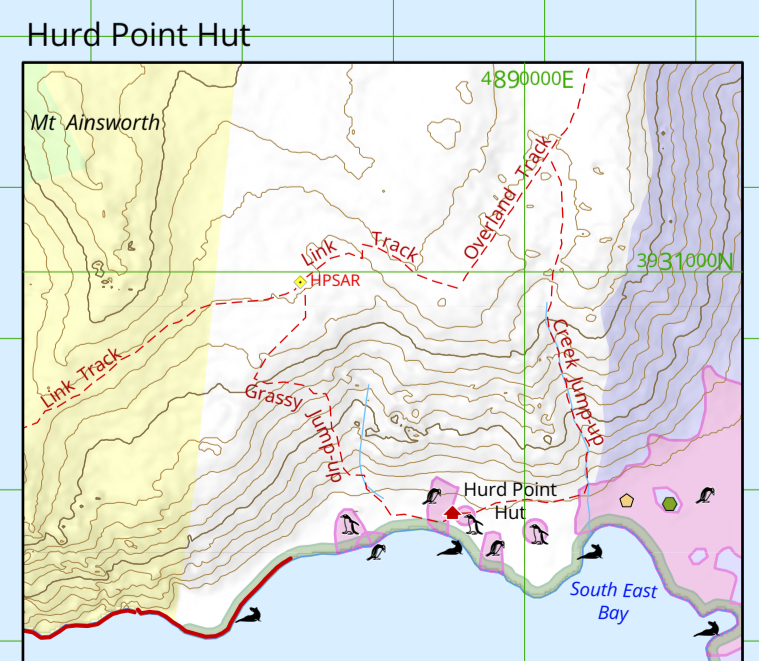 Hurd Point Hut
4890000E
Mt Ainsworth
Overland Track
Link Track
3931000N
HPSAR
Link Track
Creek Jump-up
Grassy
Jump-up
Hurd Point
Hut
South East
Bay